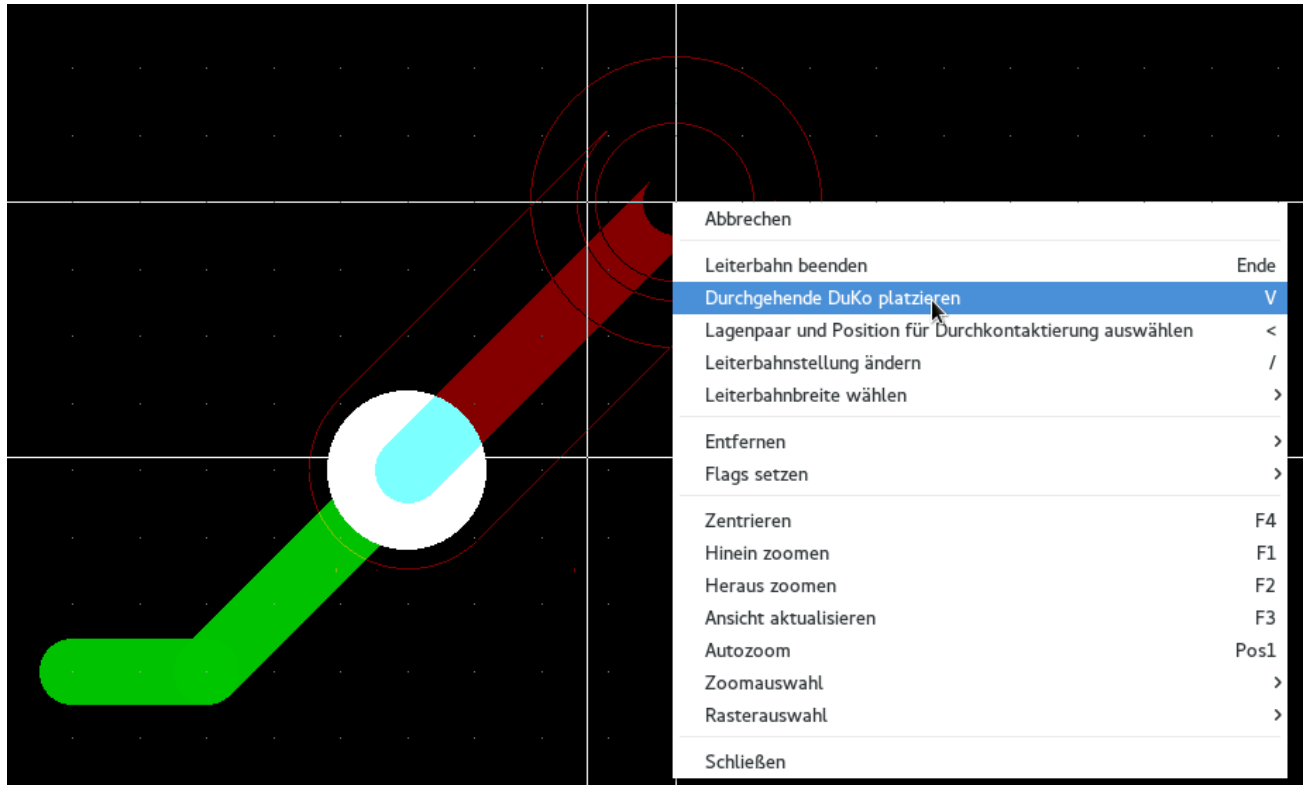 Abbrechen
Leiterbahn beenden Ende
Durchgehende DuKo platzieren V
Lagenpaar und Position für Durchkontaktierung auswählen <
Leiterbahnstellung ändern /
Leiterbahnbreite wählen >
Entfernen >
Flags setzen >
Zentrieren F4
Hinein zoomen F1
Heraus zoomen F2
Ansicht aktualisieren F3
Autozoom Pos1
Zoomauswahl >
Rasterauswahl >
Schließen